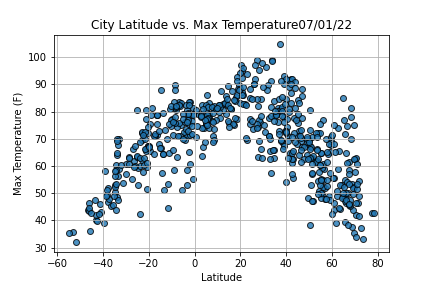 City Latitude vs. Max Temperature07/01/22
100
90
80
70
60
50
40
30
Max Temperature (F)
−60 −40 −20 0 20 40 60 80
Latitude